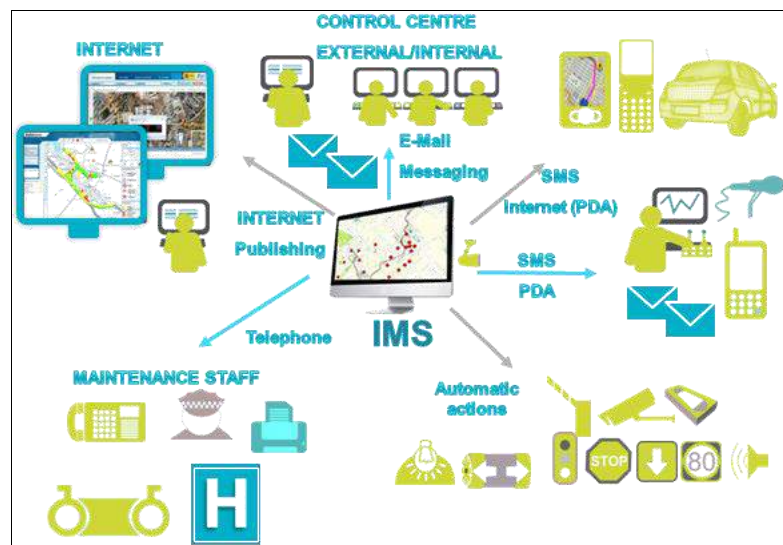 CONTROL CENTRE
EXTERNAL/INTERNAL
INTERNET
E-Mail
Messaging
SMS
Internet (PDA)
INTERNET
Publishing
SMS
PDA
IMS
Telephone
MAINTENANCE STAFF
Automatic
actions
STOP
80
H